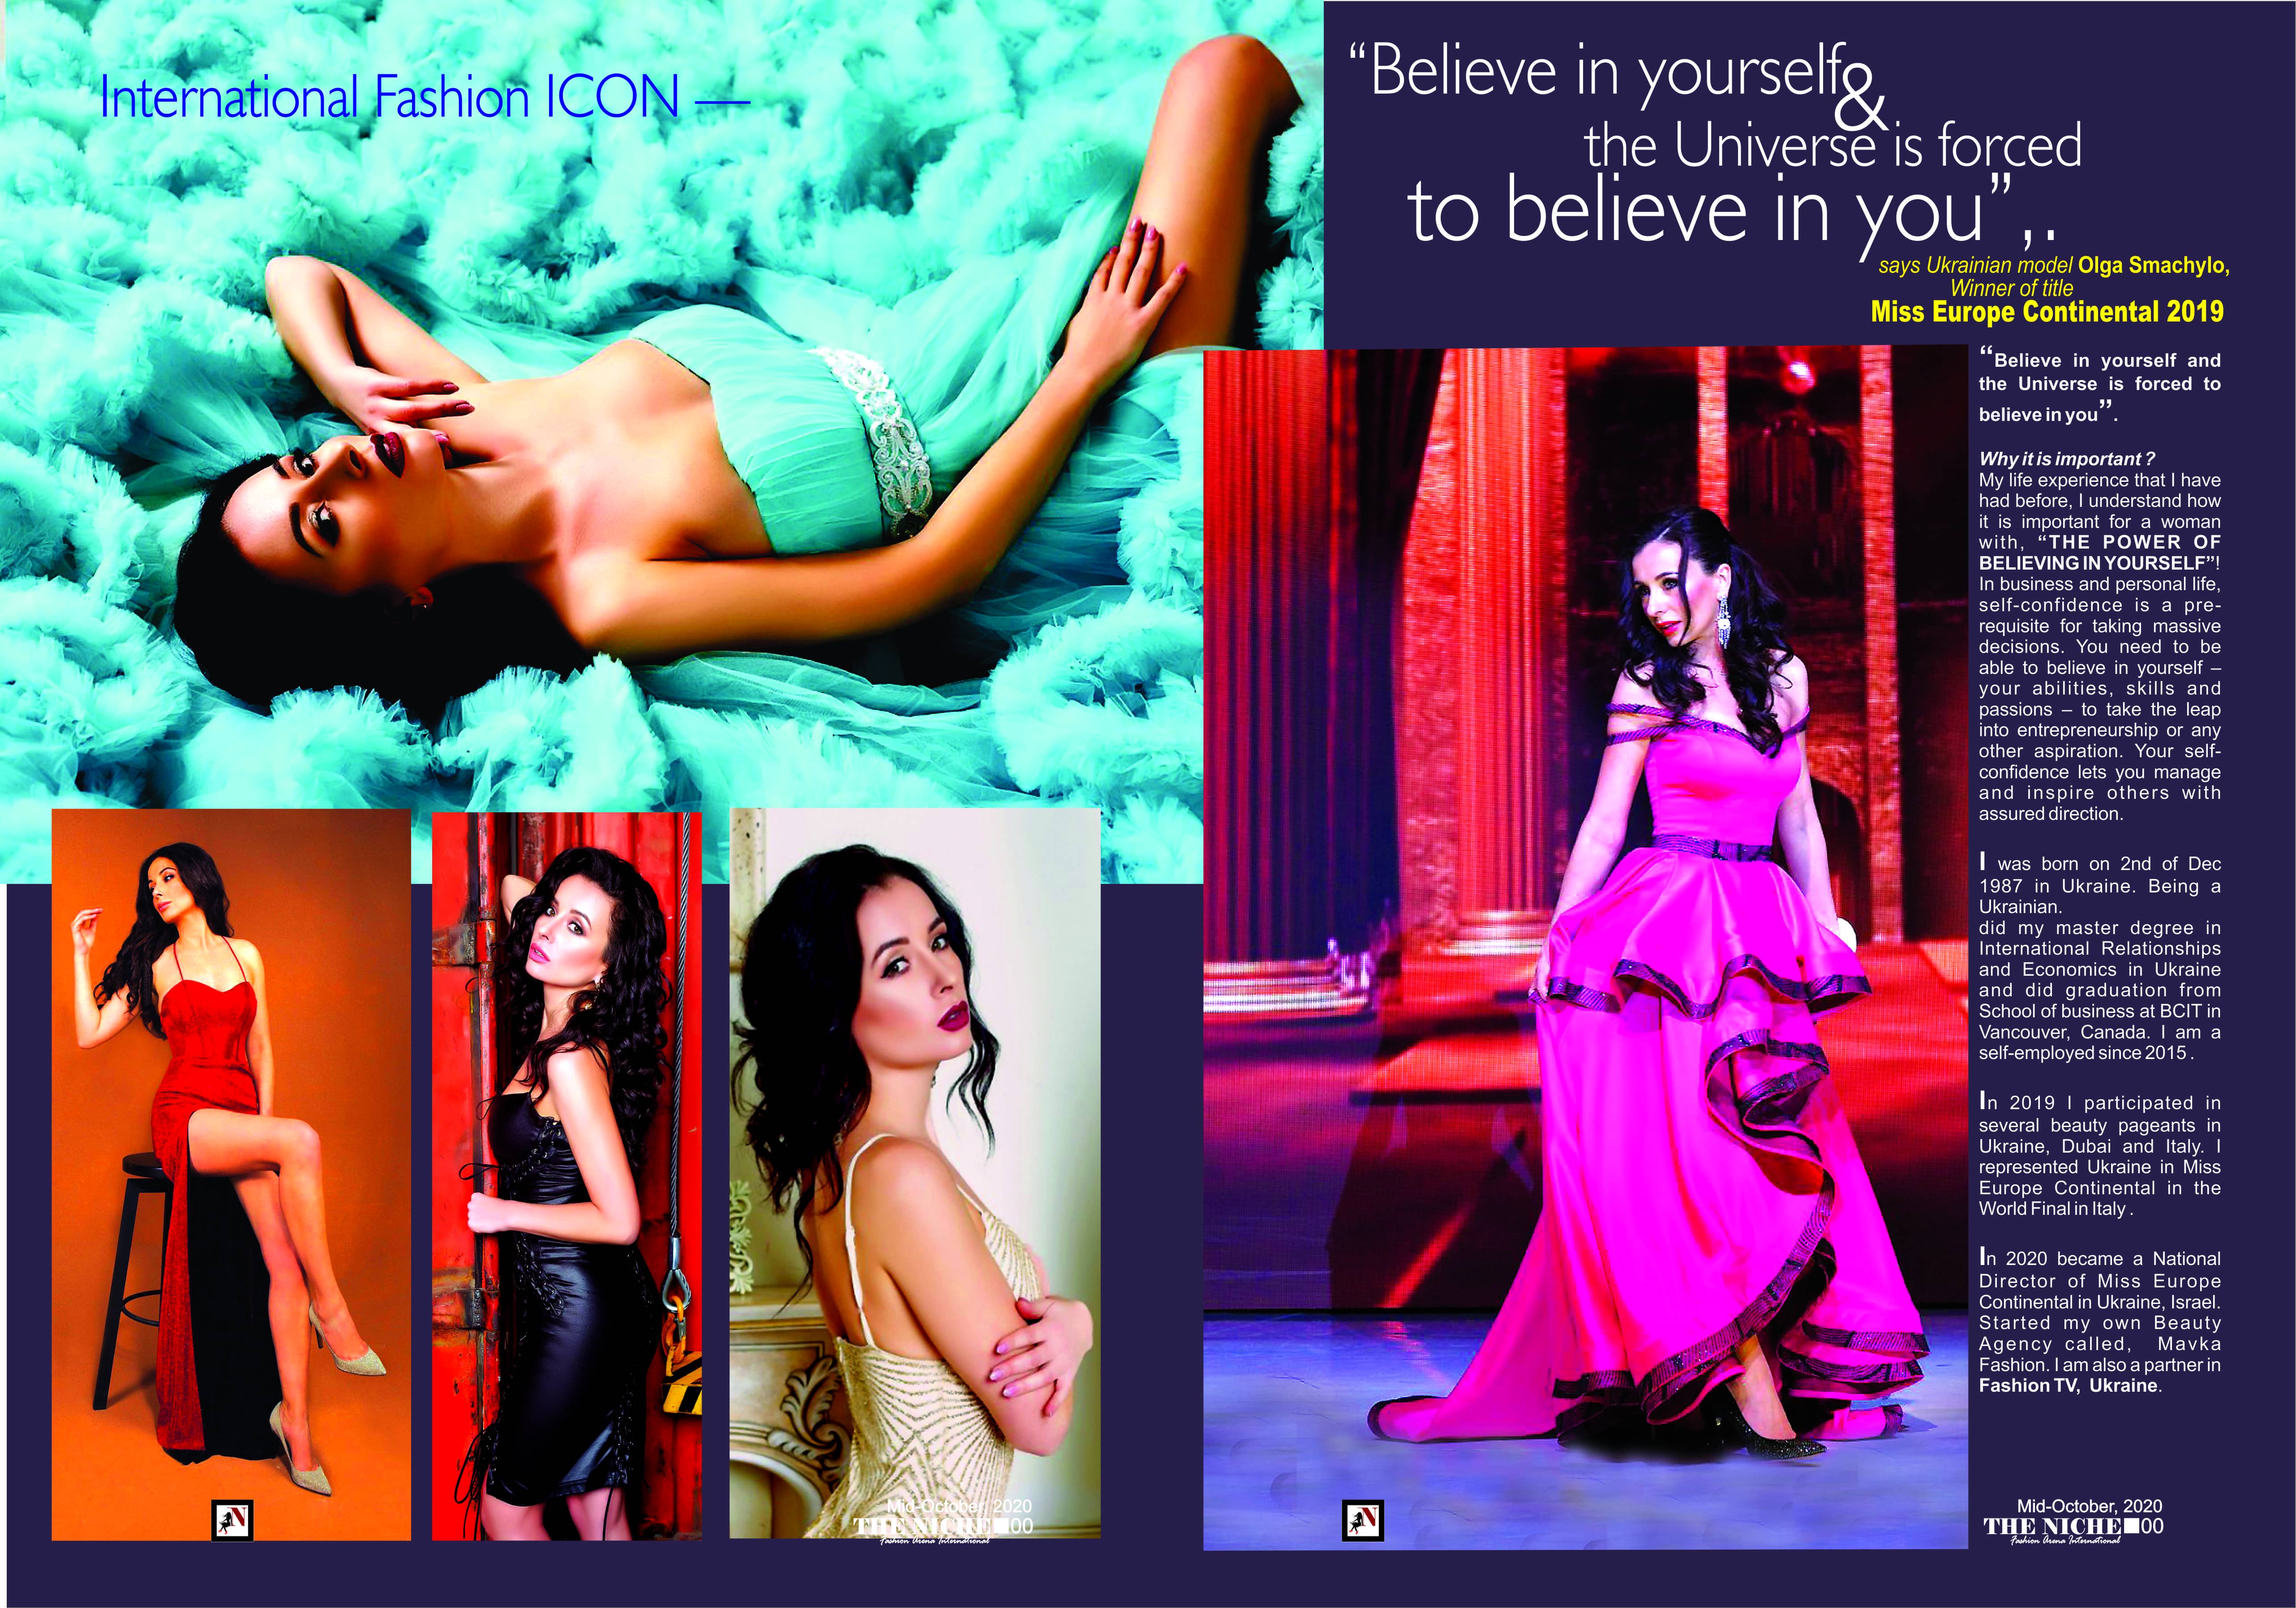 International Fashion ICON —
“Believe in yourself &
the Universe is forced
to believe in you”,.
says Ukrainian model Olga Smachylo,
Winner of title
Miss Europe Continental 2019
“Believe in yourself and
the Universe is forced to
believe in you”.
Why it is important ?
My life experience that I have
had before, I understand how
it is important for a woman
with, “THE POWER OF
BELIEVING IN YOURSELF”!
In business and personal life,
self-confidence is a pre-
requisite for taking massive
decisions. You need to be
able to believe in yourself –
your abilities, skills and
passions – to take the leap
into entrepreneurship or any
other aspiration. Your self-
confidence lets you manage
and inspire others with
assured direction.
I was born on 2nd of Dec
1987 in Ukraine. Being a
Ukrainian.
did my master degree in
International Relationships
and Economics in Ukraine
and did graduation from
School of business at BCIT in
Vancouver, Canada. I am a
self-employed since 2015 .
In 2019 I participated in
several beauty pageants in
Ukraine, Dubai and Italy. I
represented Ukraine in Miss
Europe Continental in the
World Final in Italy .
In 2020 became a National
Director of Miss Europe
Continental in Ukraine, Israel.
Started my own Beauty
Agency called, Mavka
Fashion. I am also a partner in
Fashion TV, Ukraine.
N
Mid-October, 2020
THE NICHE■00
Fashion Arena International
N
Mid-October, 2020
THE NICHE■00
Fashion Arena International